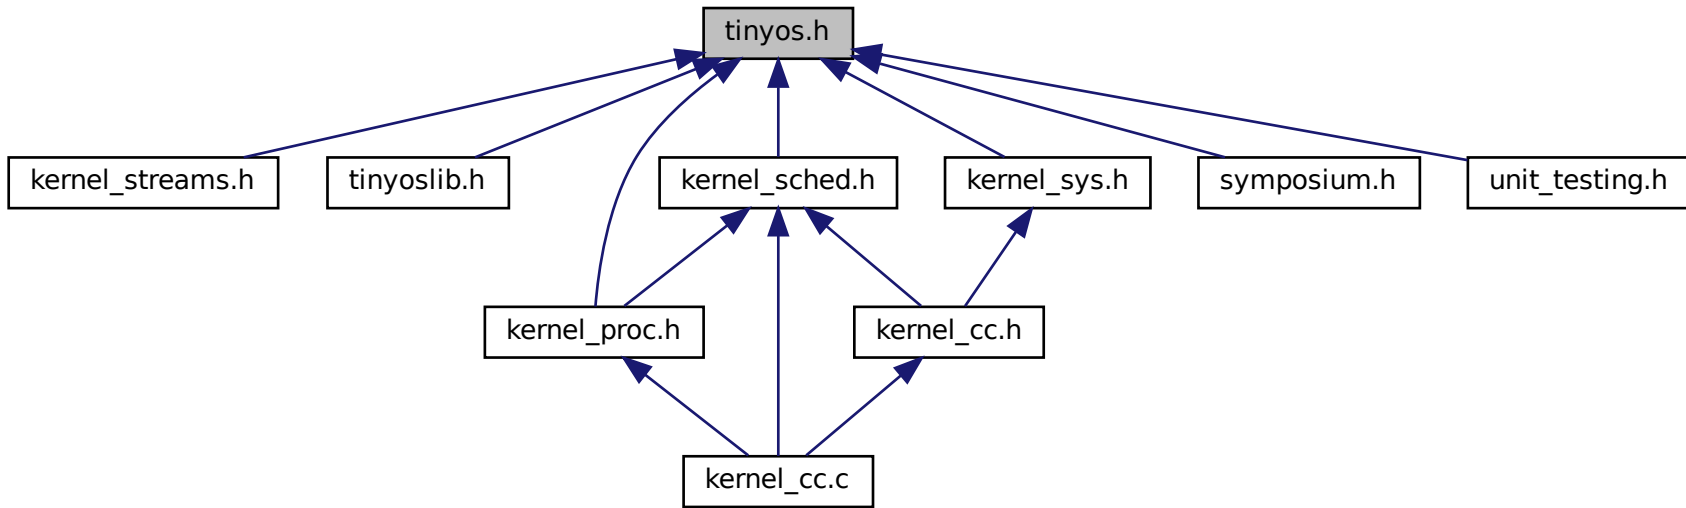 tinyos.h
kernel_streams.h
tinyoslib.h
kernel_sched.h
kernel_sys.h
symposium.h
unit_testing.h
kernel_proc.h
kernel_cc.h
kernel_cc.c